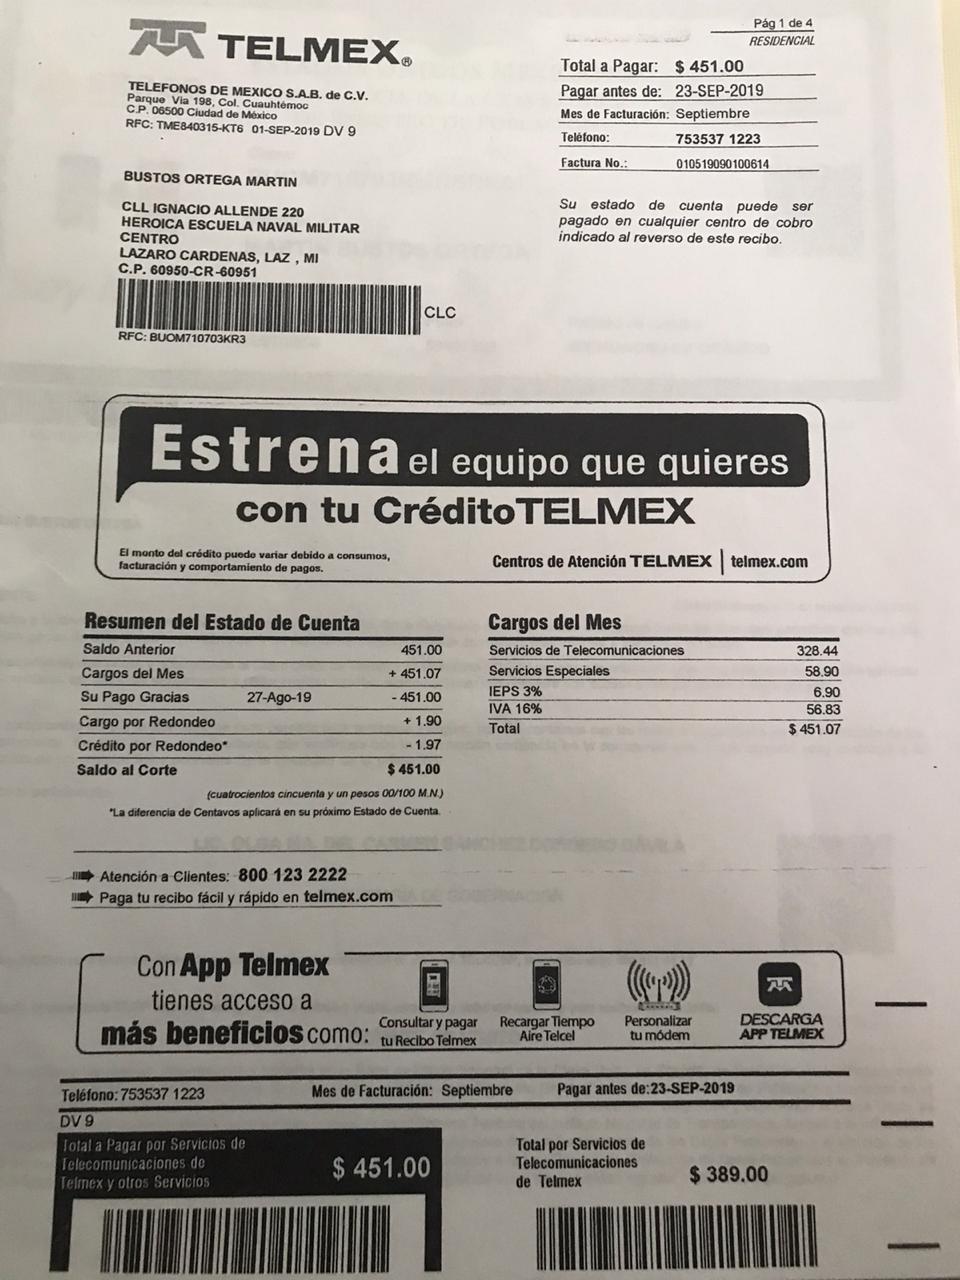 TELMEX®
TELEFONOS DE MEXICO S.A.B. de C.V.
Parque Via 198, Col. Cuauhtémoc
C.P. 06500 Ciudad de México
RFC: TME840315-KT6 01-SEP-2019 DV 9
Pág 1 de 4
RESIDENCIAL
Total a Pagar: $ 451.00
Pagar antes de: 23-SEP-2019
Mes de Facturación: Septiembre
Teléfono: 753537 1223
Factura No.: 010519090100614
Su estado de cuenta puede ser
pagado en cualquier centro de cobro
indicado al reverso de este recibo.
BUSTOS ORTEGA MARTIN
CLL IGNACIO ALLENDE 220
HEROICA ESCUELA NAVAL MILITAR
CENTRO
LAZARO CARDENAS, LAZ , MI
C.P. 60950-CR-60951
CLC
RFC: BUOM710703KR3
Estrena el equipo que quieres
con tu CréditoTELMEX
El monto del crédito puede variar debido a consumos,
facturación y comportamiento de pagos.
Centros de Atención TELMEX | telmex.com
Resumen del Estado de Cuenta
Saldo Anterior 451.00
Cargos del Mes + 451.07
Su Pago Gracias 27-Ago-19 - 451.00
Cargo por Redondeo + 1.90
Crédito por Redondeo* - 1.97
Saldo al Corte $ 451.00
(cuatrocientos cincuenta y un pesos 00/100 M.N.)
*La diferencia de Centavos aplicará en su próximo Estado de Cuenta.
Cargos del Mes
Servicios de Telecomunicaciones 328.44
Servicios Especiales 58.90
IEPS 3% 6.90
IVA 16% 56.83
Total $ 451.07
Atención a Clientes: 800 123 2222
Paga tu recibo fácil y rápido en telmex.com
Con App Telmex
tienes acceso a
más beneficios como:
Consultar y pagar
tu Recibo Telmex
Recargar Tiempo
Aire Telcel
Personalizar
tu módem
DESCARGA
APP TELMEX
Teléfono: 753537 1223 Mes de Facturación: Septiembre Pagar antes de:23-SEP-2019
DV 9
Total a Pagar por Servicios de
Telecomunicaciones de
Telmex y otros Servicios
$ 451.00
Total por Servicios de
Telecomunicaciones
de Telmex
$ 389.00